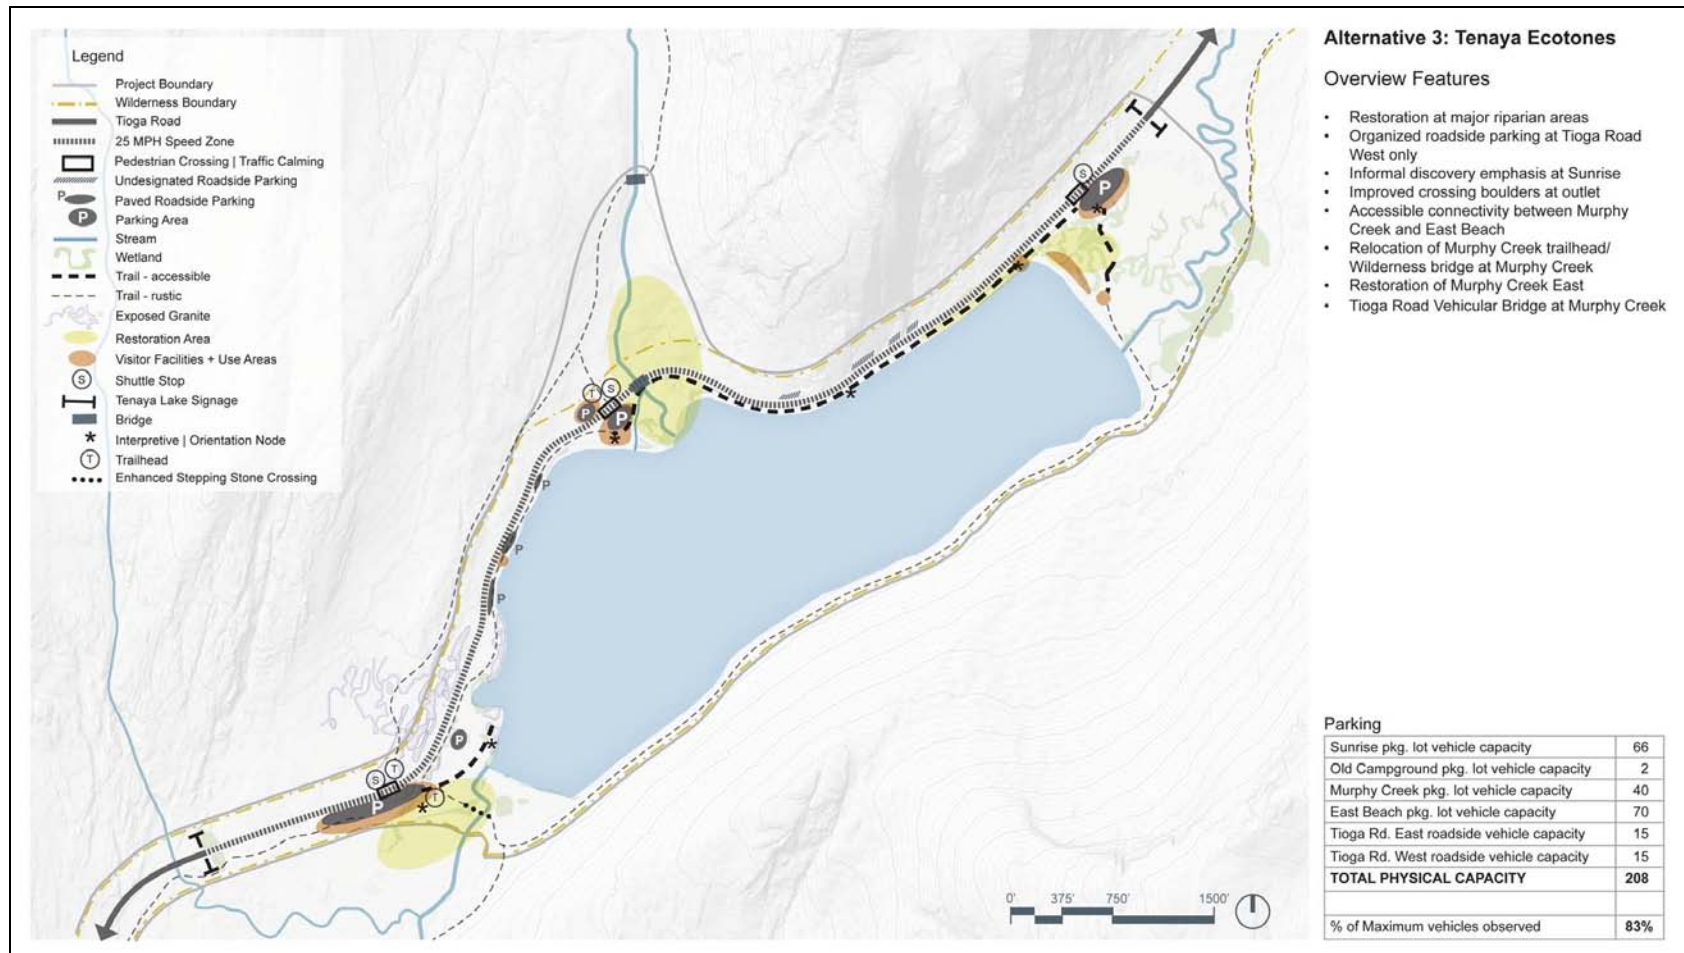 Legend
Project Boundary
Wilderness Boundary
Tioga Road
25 MPH Speed Zone
Pedestrian Crossing | Traffic Calming
Undesignated Roadside Parking
P
Paved Roadside Parking
P
Parking Area
Stream
Wetland
Trail - accessible
Trail - rustic
Exposed Granite
Restoration Area
Visitor Facilities + Use Areas
S
Shuttle Stop
Tenaya Lake Signage
Bridge
* Interpretive | Orientation Node
T
Trailhead
Enhanced Stepping Stone Crossing
S
P
T
S
P
P
P
P
P
P
S
T
P
T
0'
375'
750'
1500'
Alternative 3: Tenaya Ecotones
Overview Features
• Restoration at major riparian areas
• Organized roadside parking at Tioga Road
West only
• Informal discovery emphasis at Sunrise
• Improved crossing boulders at outlet
• Accessible connectivity between Murphy
Creek and East Beach
• Relocation of Murphy Creek trailhead/
Wilderness bridge at Murphy Creek
• Restoration of Murphy Creek East
• Tioga Road Vehicular Bridge at Murphy Creek
Parking
Sunrise pkg. lot vehicle capacity 66
Old Campground pkg. lot vehicle capacity 2
Murphy Creek pkg. lot vehicle capacity 40
East Beach pkg. lot vehicle capacity 70
Tioga Rd. East roadside vehicle capacity 15
Tioga Rd. West roadside vehicle capacity 15
TOTAL PHYSICAL CAPACITY 208
% of Maximum vehicles observed 83%